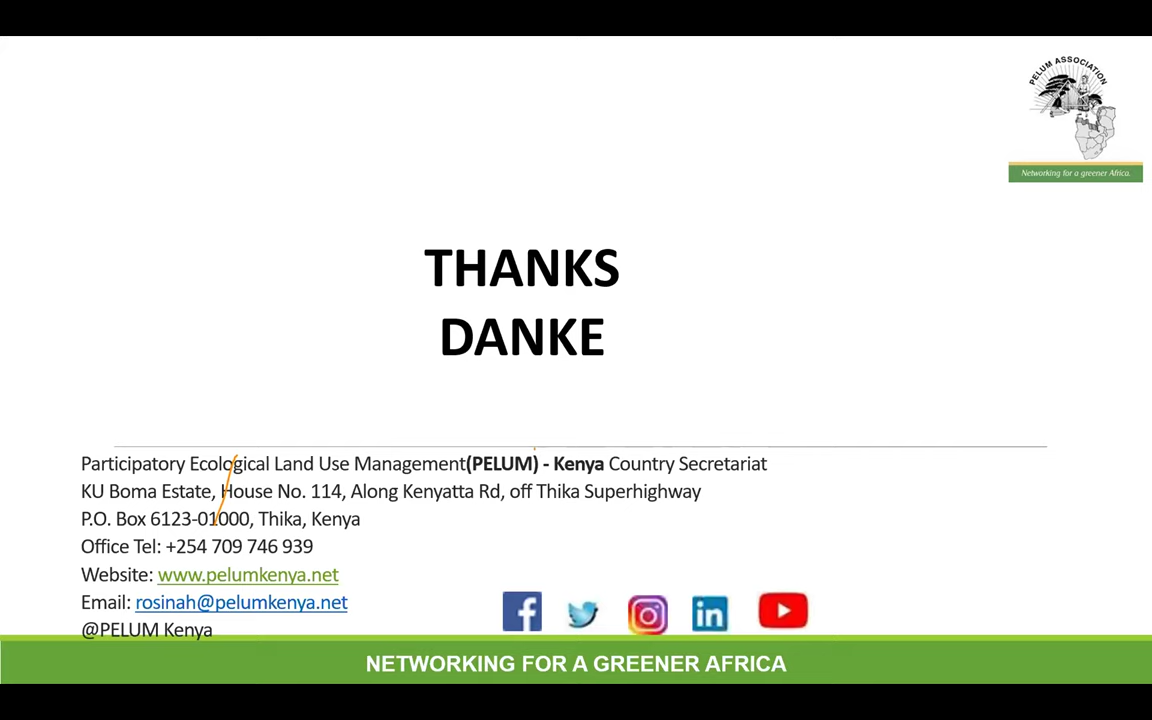 PELUM ASSOCIATION
Networking for a greener Africa.
THANKS
DANKE
Participatory Ecological Land Use Management(PELUM) - Kenya Country Secretariat
KU Boma Estate, House No. 114, Along Kenyatta Rd, off Thika Superhighway
P.O. Box 6123-01000, Thika, Kenya
Office Tel: +254 709 746 939
Website: www.pelumkenya.net
Email: rosinah@pelumkenya.net
@PELUM Kenya
NETWORKING FOR A GREENER AFRICA